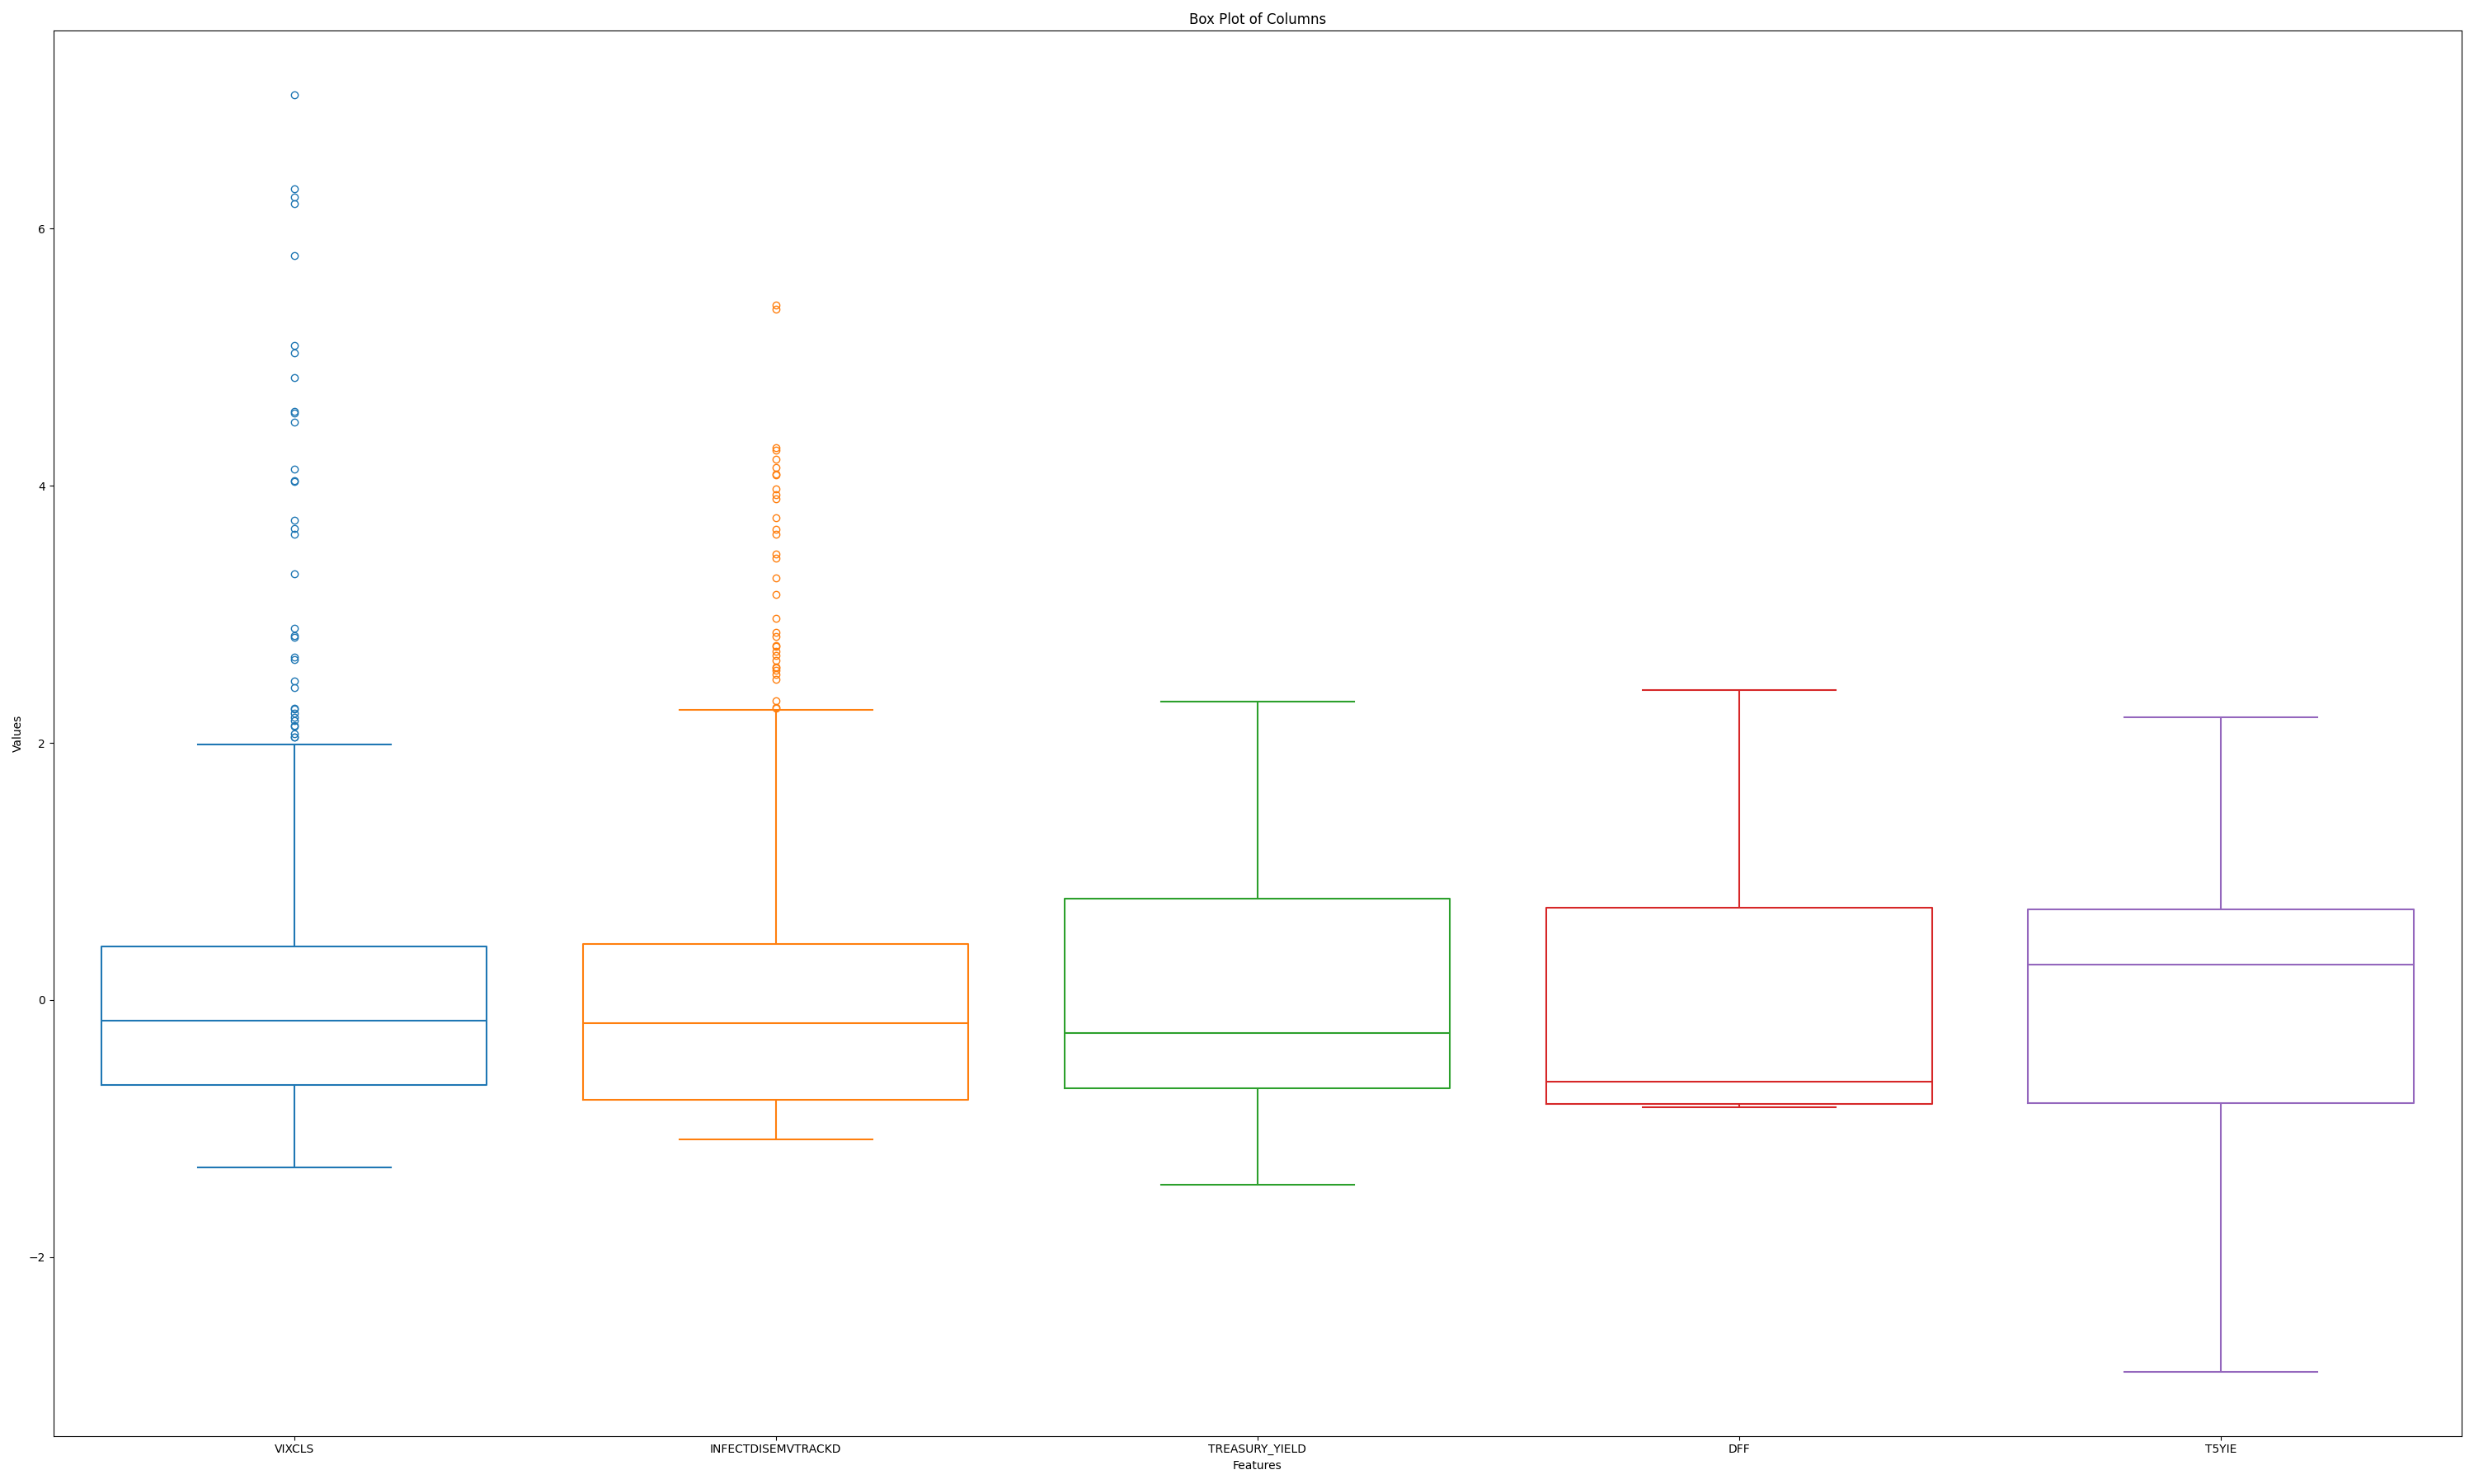 Box Plot of Columns
Values
6
4
2
0
−2
VIXCLS
INFECTDISEMVTRACKD
TREASURY_YIELD
DFF
T5YIE
Features